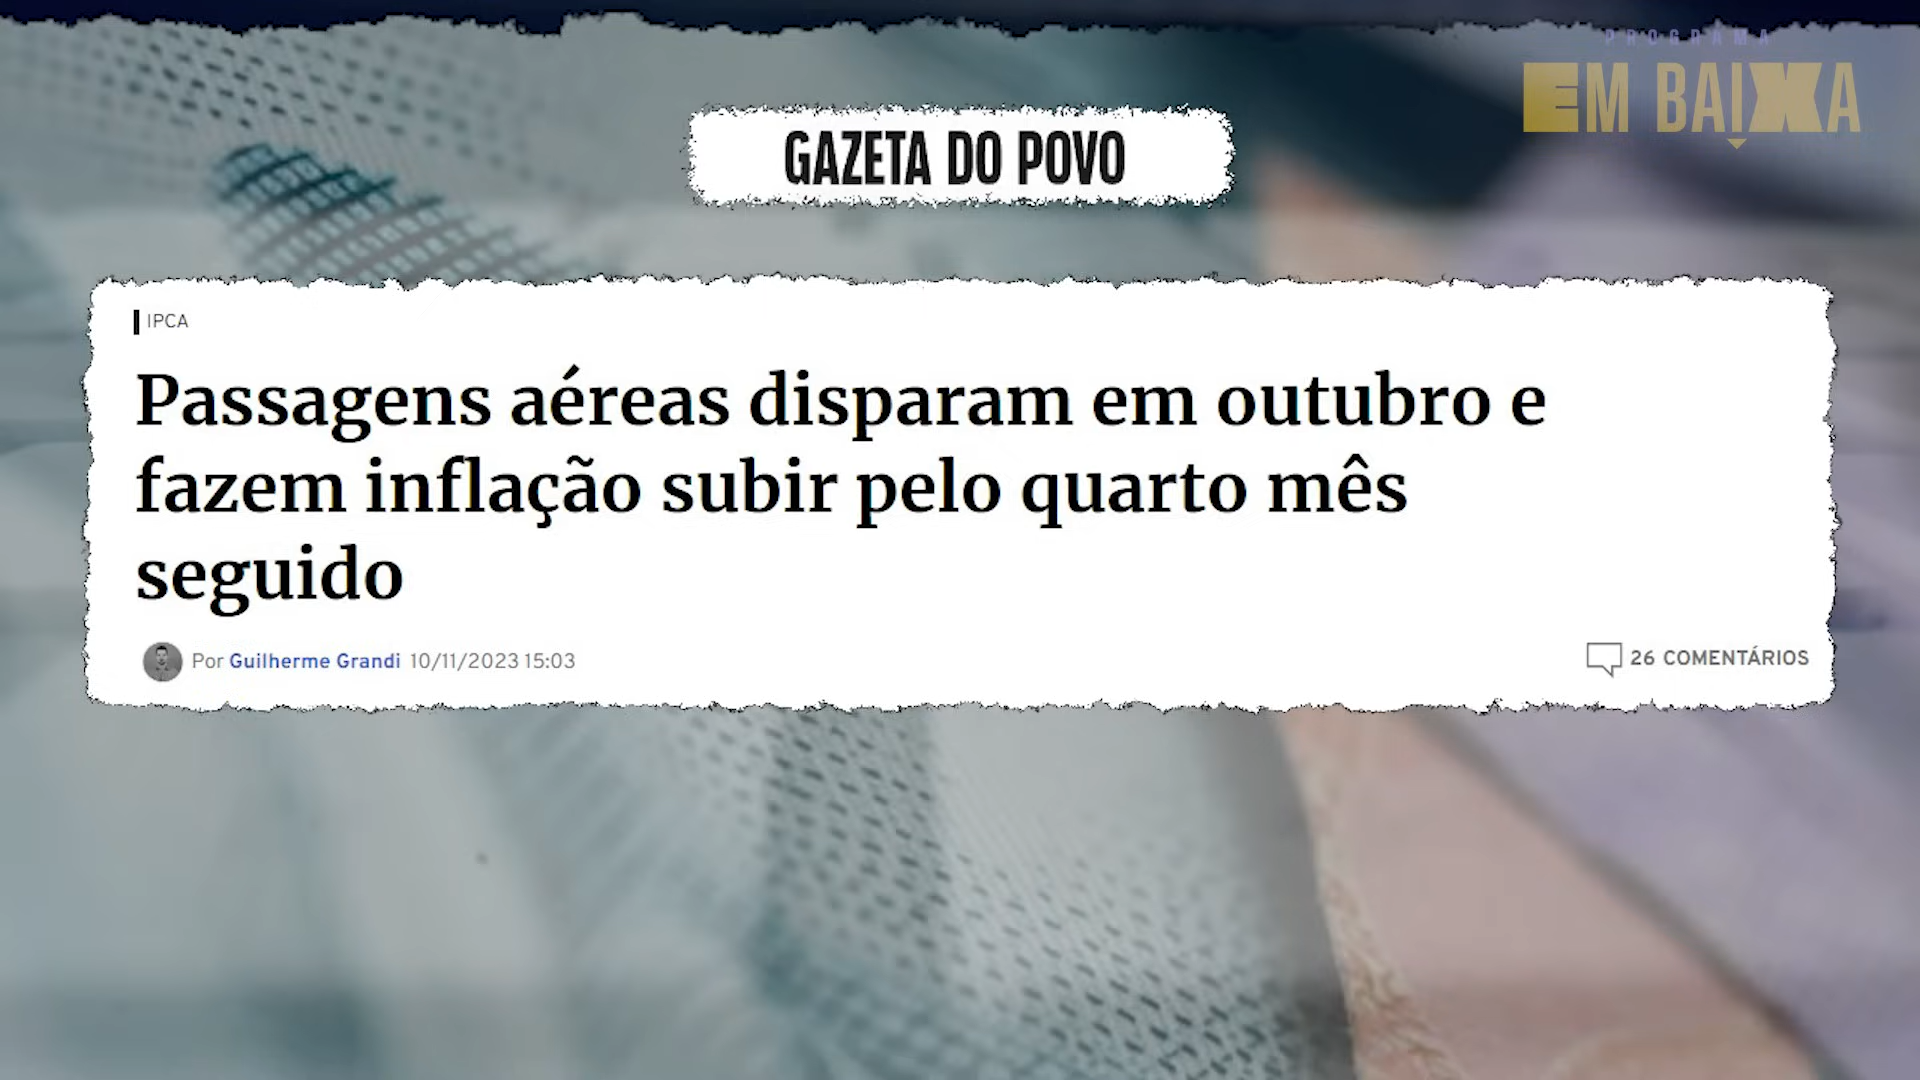 PROGRAMA
EM BAIXA
GAZETA DO POVO
IPCA
Passagens aéreas disparam em outubro e
fazem inflação subir pelo quarto mês
seguido
Por Guilherme Grandi 10/11/2023 15:03
26 COMENTÁRIOS